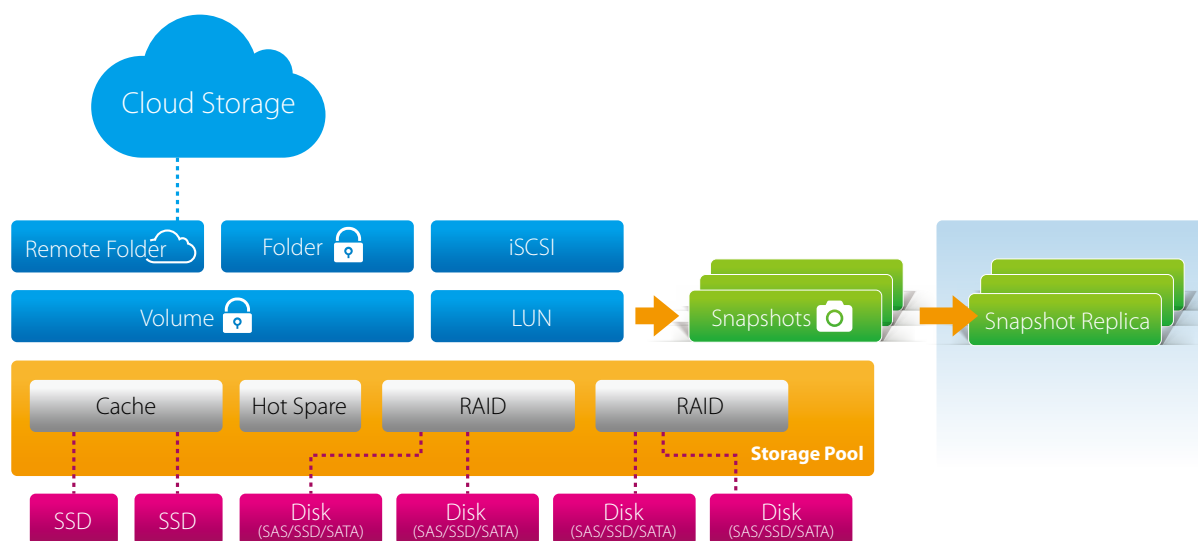 Cloud Storage
Remote Folder
Folder
iSCSI
Volume
LUN
Snapshots
Snapshot Replica
Cache
Hot Spare
RAID
RAID
Storage Pool
SSD
SSD
Disk
(SAS/SSD/SATA)
Disk
(SAS/SSD/SATA)
Disk
(SAS/SSD/SATA)
Disk
(SAS/SSD/SATA)